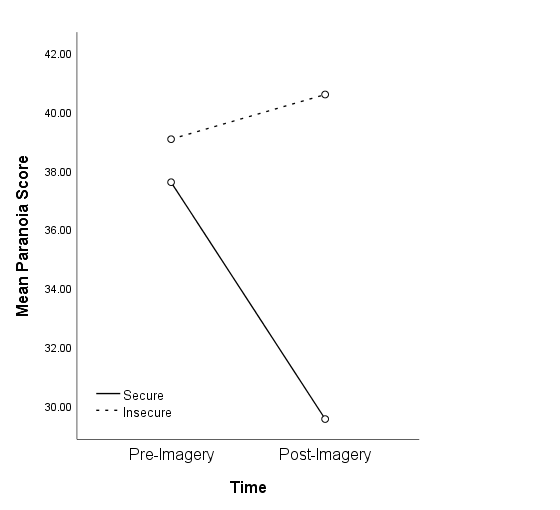 Mean Paranoia Score
42.00
40.00
38.00
36.00
34.00
32.00
30.00
Secure
Insecure
Pre-Imagery Post-Imagery
Time